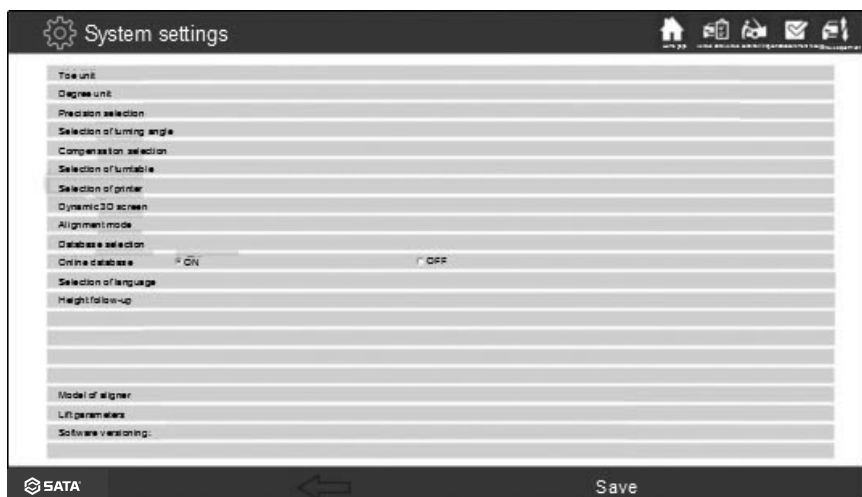 System settings
Toe unit
Degree unit
Precision selection
Selection of turning angle
Compensation selection
Selection of turntable
Selection of printer
Dynamic 3D screen
Alignment mode
Database selection
Online database ON OFF
Selection of language
Height follow-up
Model of aligner
Lift parameters
Software versioning:
SATA Save